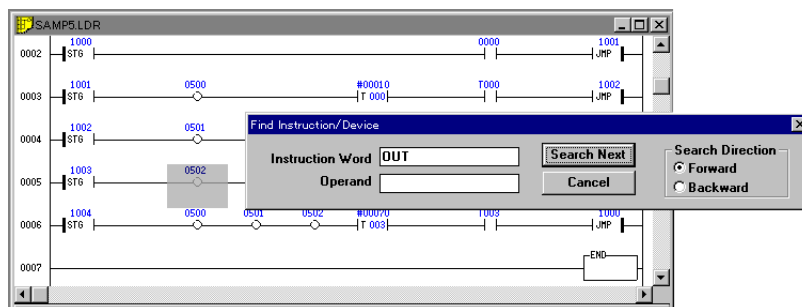 SAMP5.LDR
1000 0000 1001
0002 STG JMP
1001 0500 #00010 T000 1002
0003 STG T 000 JMP
1002 0501
0004 STG
1003 0502
0005 STG
1004 0500 0501 0502 #00070 T003 1000
0006 STG T 003 JMP
END
0007
Find Instruction/Device
Instruction Word OUT Search Next
Operand Cancel
Search Direction
Forward
Backward